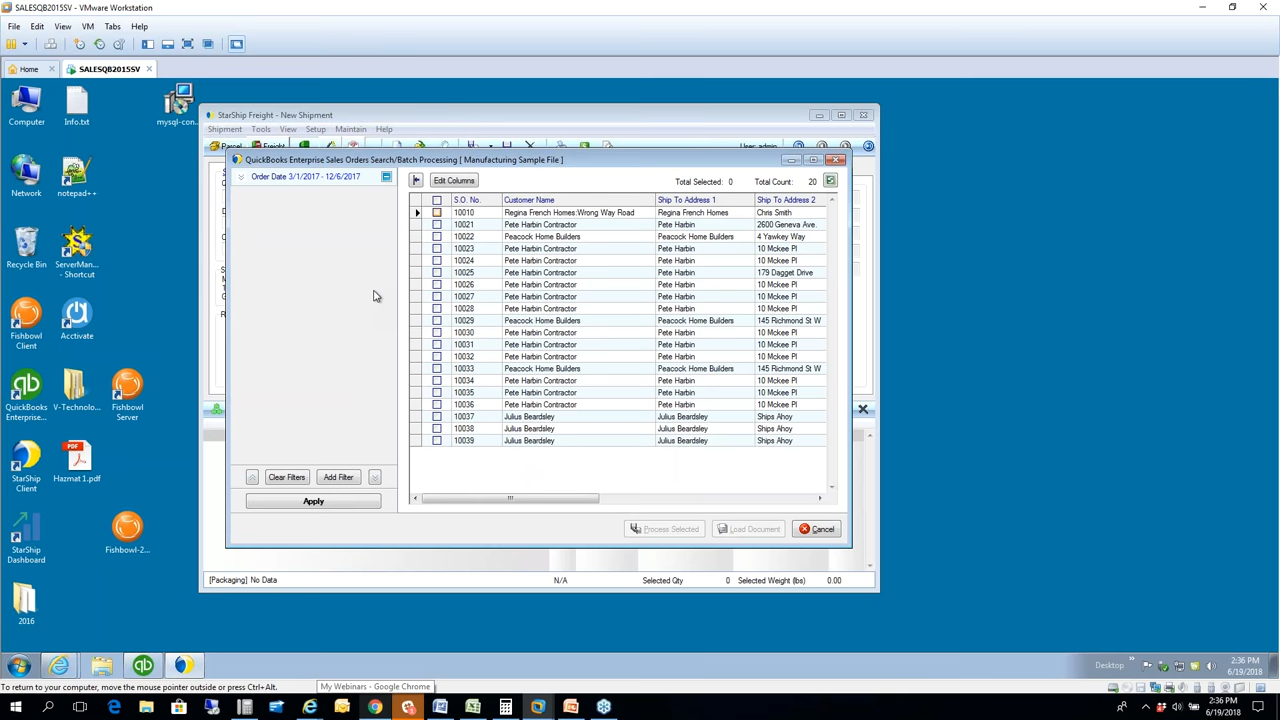 SALESQB2015SV - VMware Workstation
File Edit View VM Tabs Help
Home SALESQB2015SV
Computer
Info.txt
mysql-con...
Network
notepad++
Recycle Bin
ServerMan... - Shortcut
Fishbowl Client
Acctivate
QuickBooks Enterprise...
V-Technolo...
Fishbowl Server
StarShip Client
Hazmat 1.pdf
StarShip Dashboard
Fishbowl-2...
2016
StarShip Freight - New Shipment
Shipment Tools View Setup Maintain Help
Parcel Freight User: admin
QuickBooks Enterprise Sales Orders Search/Batch Processing [ Manufacturing Sample File ]
Order Date 3/1/2017 - 12/6/2017
Edit Columns Total Selected: 0 Total Count: 20
S.O. No. Customer Name Ship To Address 1 Ship To Address 2
10010 Regina French Homes:Wrong Way Road Regina French Homes Chris Smith
10021 Pete Harbin Contractor Pete Harbin 2600 Geneva Ave.
10022 Peacock Home Builders Peacock Home Builders 4 Yawkey Way
10023 Pete Harbin Contractor Pete Harbin 10 Mckee Pl
10024 Pete Harbin Contractor Pete Harbin 10 Mckee Pl
10025 Pete Harbin Contractor Pete Harbin 179 Dagget Drive
10026 Pete Harbin Contractor Pete Harbin 10 Mckee Pl
10027 Pete Harbin Contractor Pete Harbin 10 Mckee Pl
10028 Pete Harbin Contractor Pete Harbin 10 Mckee Pl
10029 Peacock Home Builders Peacock Home Builders 145 Richmond St W
10030 Pete Harbin Contractor Pete Harbin 10 Mckee Pl
10031 Pete Harbin Contractor Pete Harbin 10 Mckee Pl
10032 Pete Harbin Contractor Pete Harbin 10 Mckee Pl
10033 Peacock Home Builders Peacock Home Builders 145 Richmond St W
10034 Pete Harbin Contractor Pete Harbin 10 Mckee Pl
10035 Pete Harbin Contractor Pete Harbin 10 Mckee Pl
10036 Pete Harbin Contractor Pete Harbin 10 Mckee Pl
10037 Julius Beardsley Julius Beardsley Ships Ahoy
10038 Julius Beardsley Julius Beardsley Ships Ahoy
10039 Julius Beardsley Julius Beardsley Ships Ahoy
Clear Filters Add Filter
Apply
Process Selected Load Document Cancel
[Packaging] No Data N/A Selected Qty 0 Selected Weight (lbs) 0.00
Desktop 2:36 PM
6/19/2018
To return to your computer, move the mouse pointer outside or press Ctrl+Alt.
My Webinars - Google Chrome
2:36 PM
6/19/2018